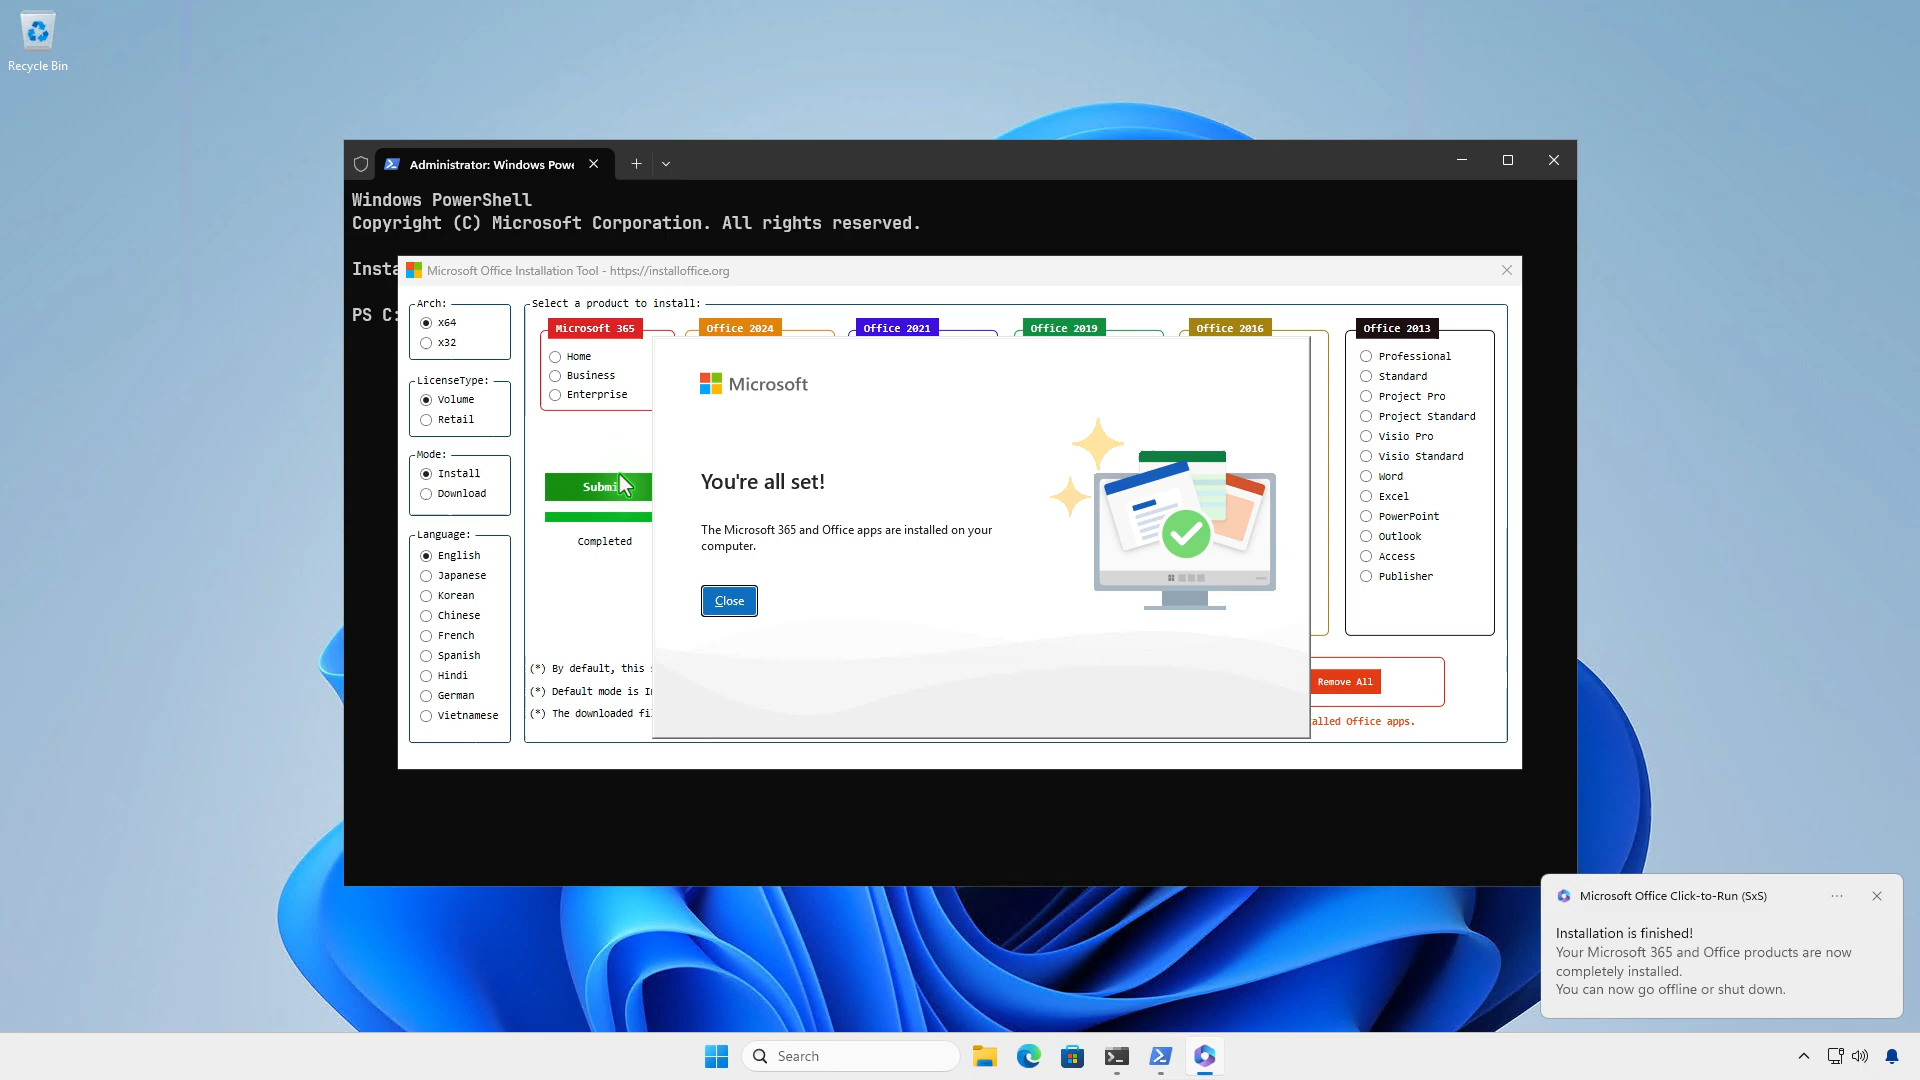 Recycle Bin
Administrator: Windows Powe
Windows PowerShell
Copyright (C) Microsoft Corporation. All rights reserved.
Insta
PS C:
Microsoft Office Installation Tool - https://installoffice.org
Arch:
x64
x32
LicenseType:
Volume
Retail
Mode:
Install
Download
Language:
English
Japanese
Korean
Chinese
French
Spanish
Hindi
German
Vietnamese
Select a product to install:
Microsoft 365
Home
Business
Enterprise
Office 2024
Office 2021
Office 2019
Office 2016
Office 2013
Professional
Standard
Project Pro
Project Standard
Visio Pro
Visio Standard
Word
Excel
PowerPoint
Outlook
Access
Publisher
Submi
Completed
(*) By default, this
(*) Default mode is I
(*) The downloaded fi
Remove All
alled Office apps.
Microsoft
You're all set!
The Microsoft 365 and Office apps are installed on your
computer.
Close
Microsoft Office Click-to-Run (SxS)
Installation is finished!
Your Microsoft 365 and Office products are now
completely installed.
You can now go offline or shut down.
Search